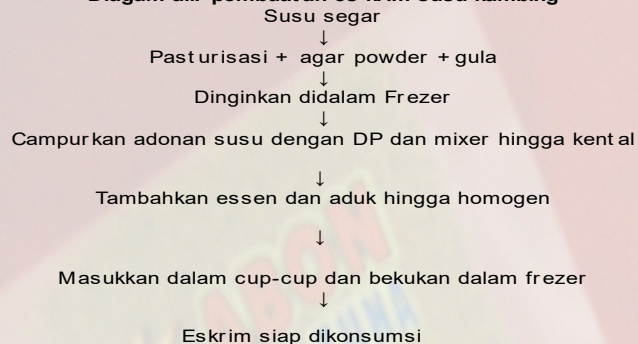 Diagam alir pembuatan es krim susu kambing
Susu segar
↓
Pasturisasi + agar powder + gula
↓
Dinginkan didalam Frezer
↓
Campurkan adonan susu dengan DP dan mixer hingga kental
↓
Tambahkan essen dan aduk hingga homogen
↓
Masukkan dalam cup-cup dan bekukan dalam frezer
↓
Eskrim siap dikonsumsi
ABON